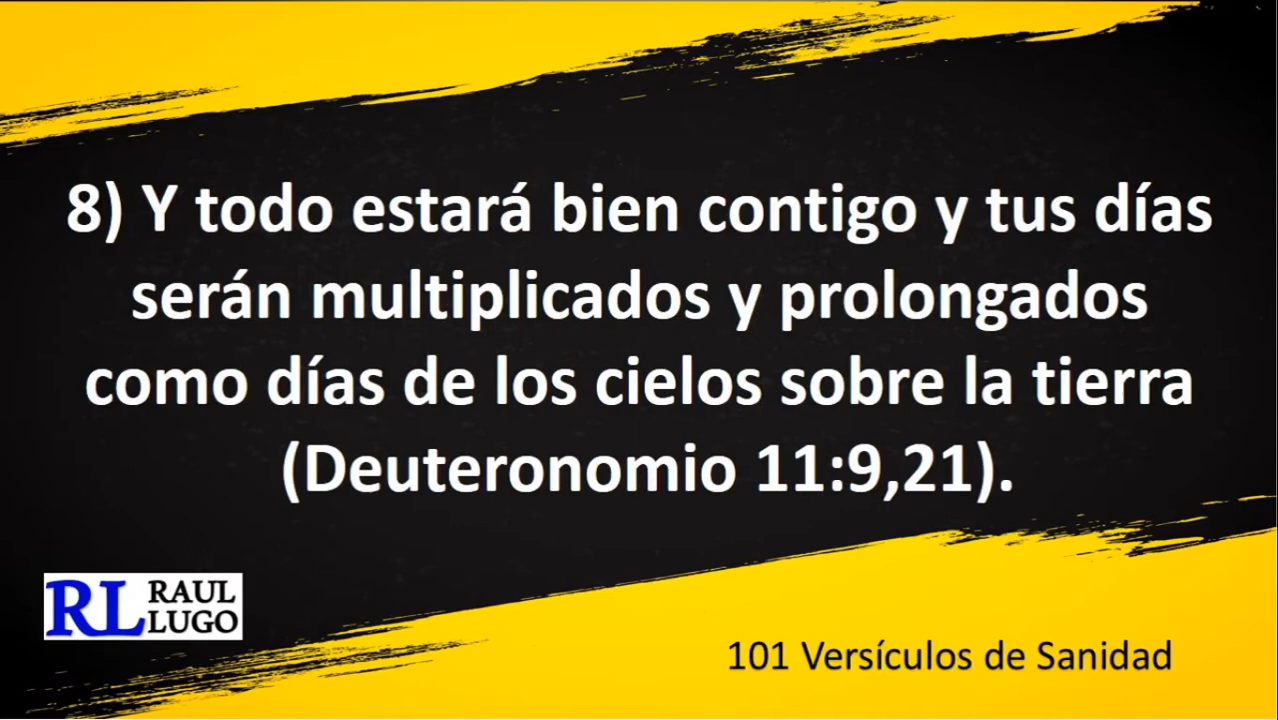 8) Y todo estará bien contigo y tus días
serán multiplicados y prolongados
como días de los cielos sobre la tierra
(Deuteronomio 11:9,21).
RL RAUL
LUGO
101 Versículos de Sanidad